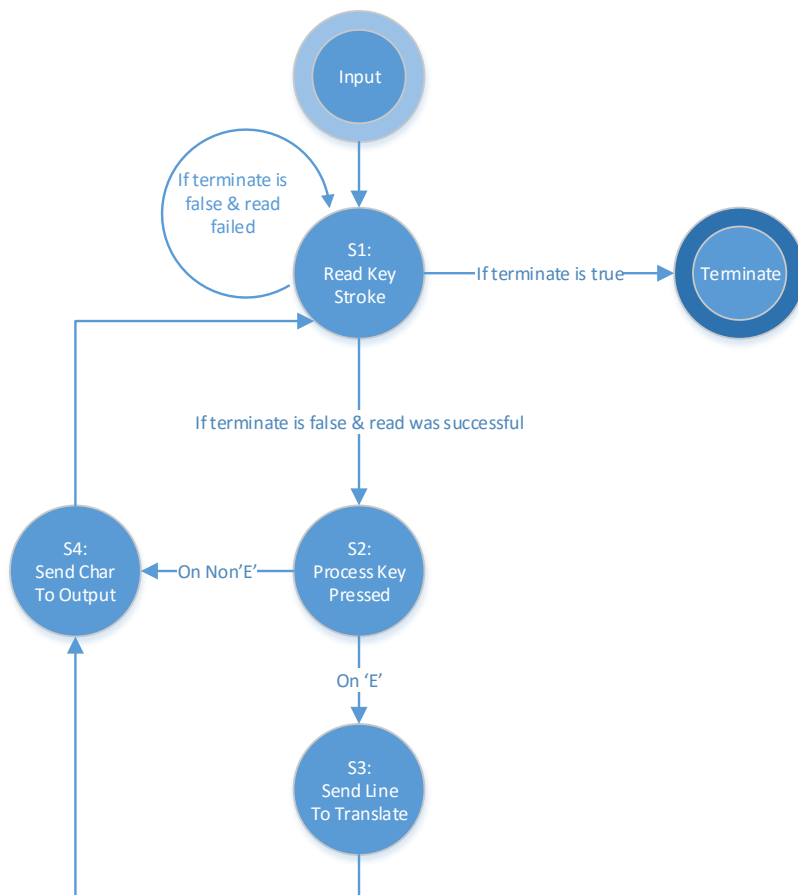 Input
If terminate is
false & read
failed
S1:
Read Key
Stroke
If terminate is true
Terminate
If terminate is false & read was successful
S4:
Send Char
To Output
On Non'E'
S2:
Process Key
Pressed
On ‘E’
S3:
Send Line
To Translate